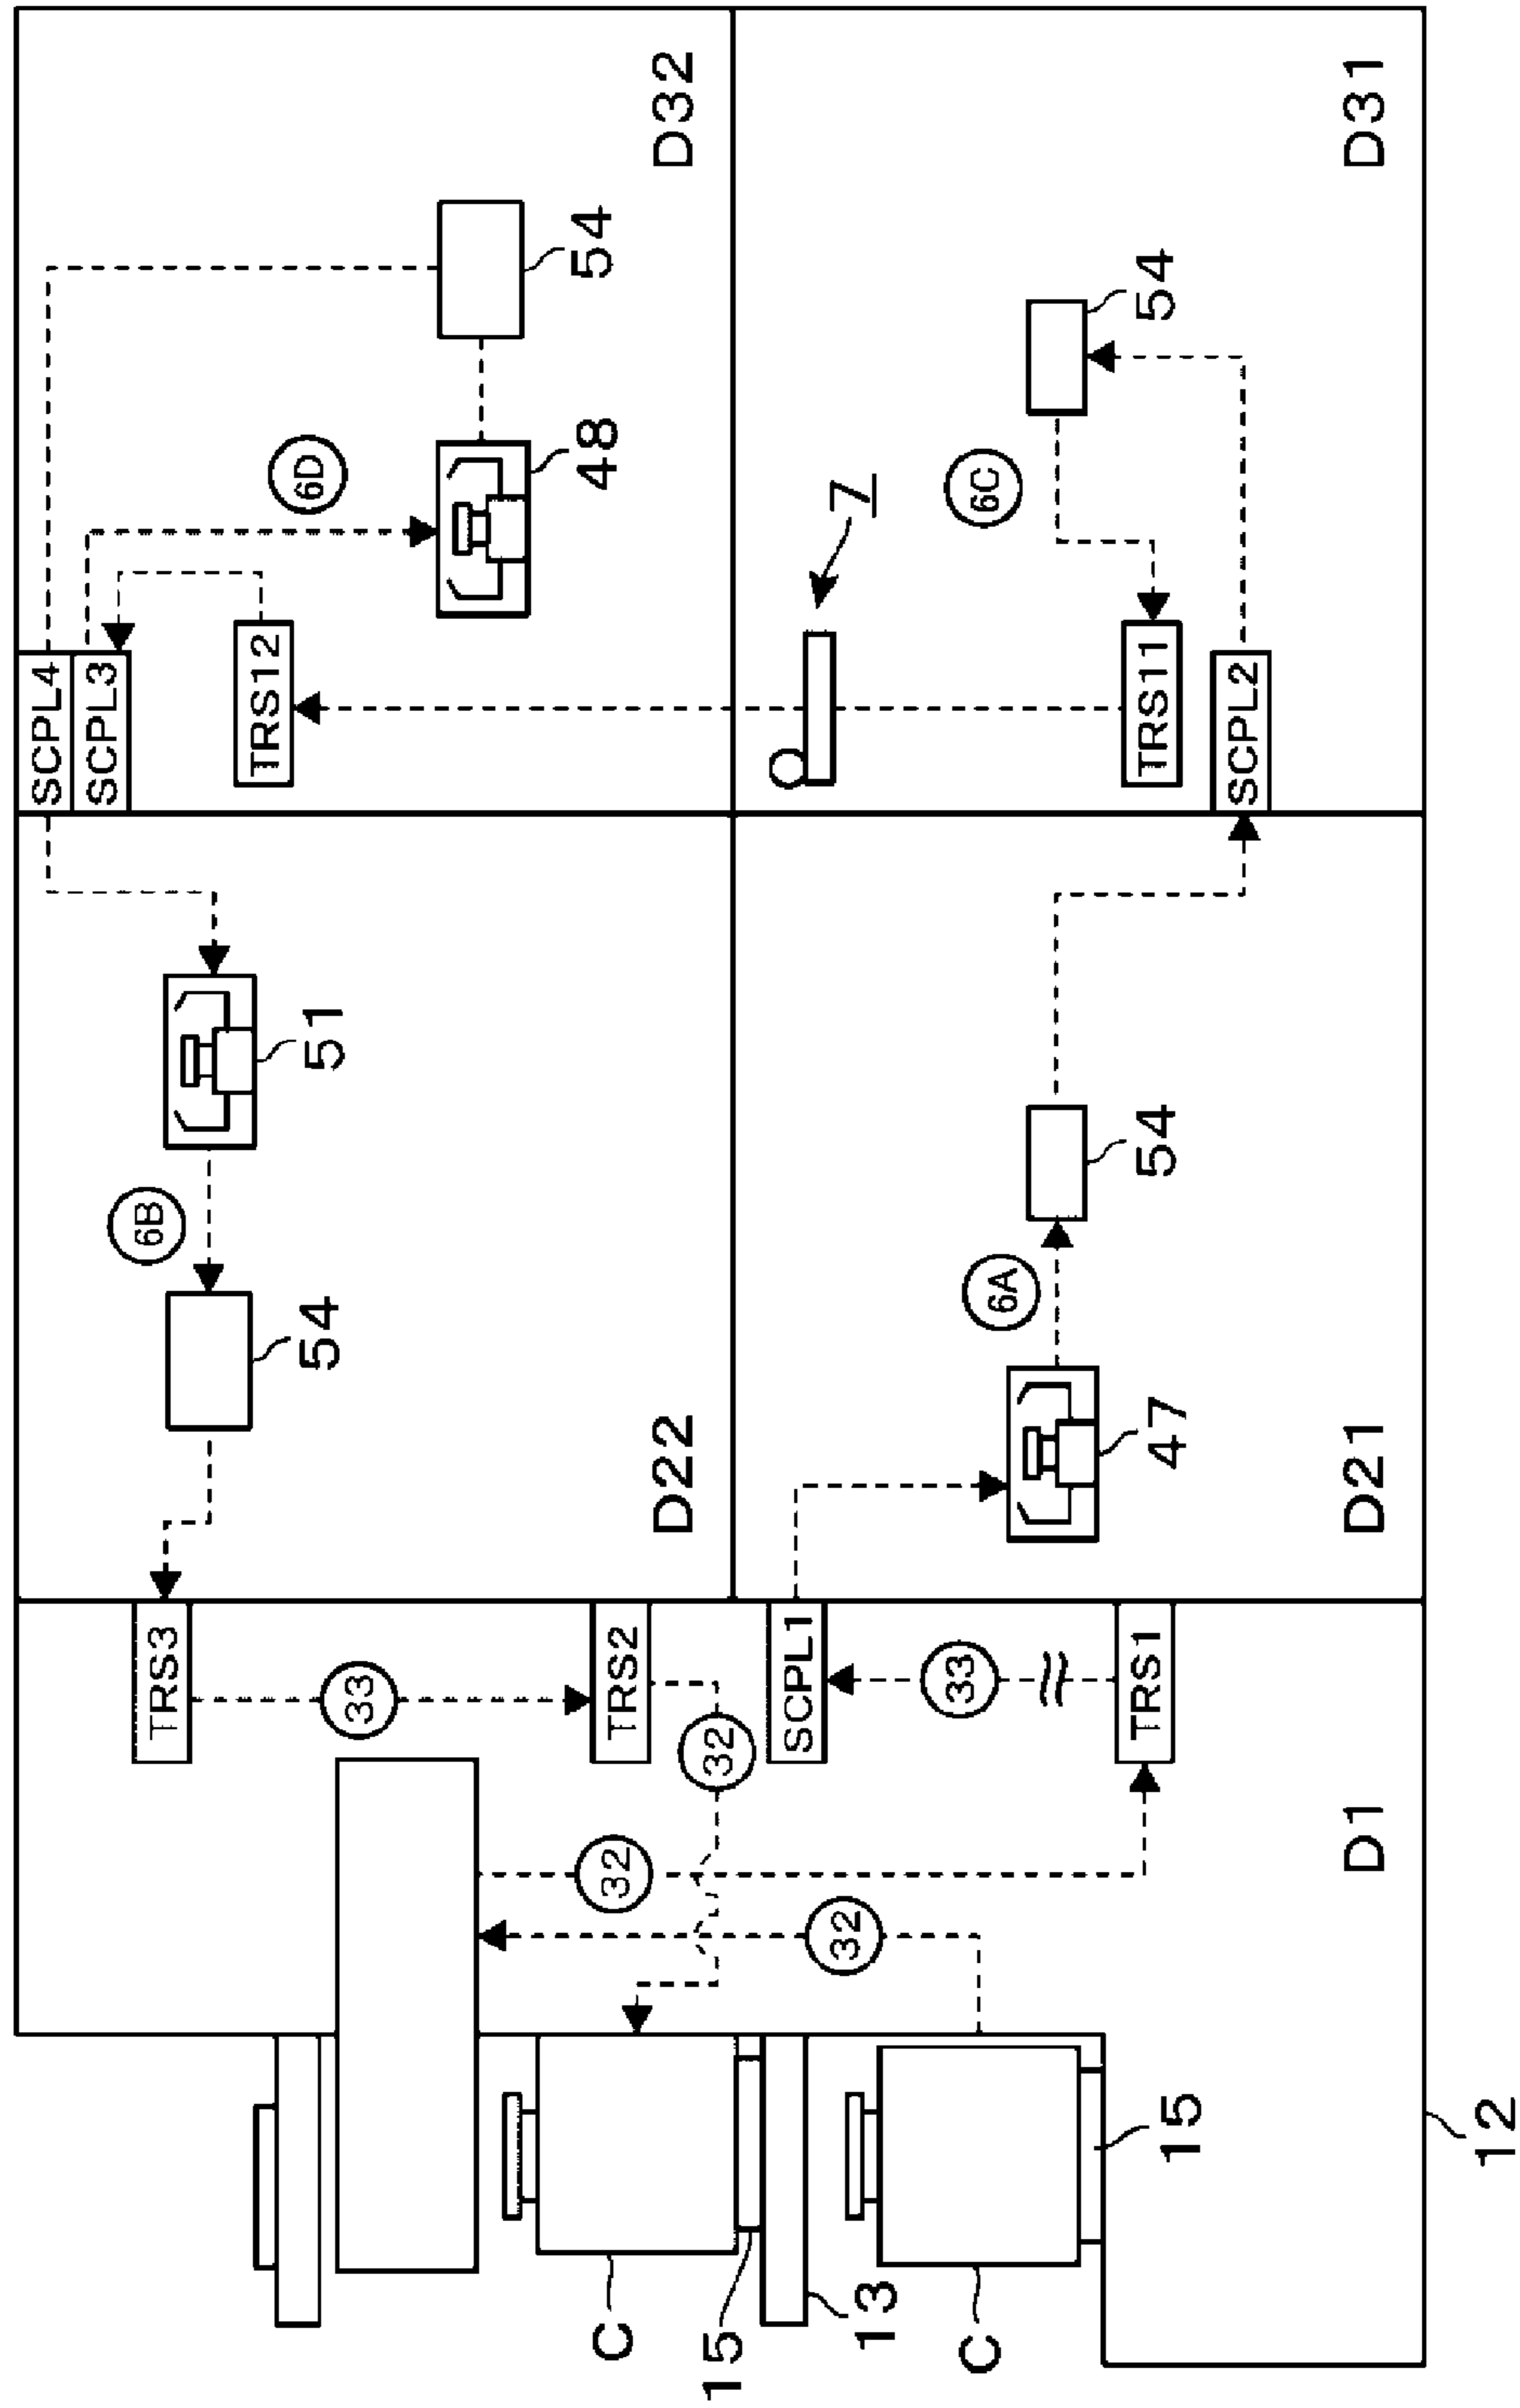 C
15
13
C
15
12
D1
32
32
32
33
33
TRS3
TRS2
SCPL1
TRS1
54
6B
51
D22
47
6A
54
D21
SCPL4
SCPL3
TRS12
6D
48
54
D32
7
TRS11
SCPL2
6C
54
D31